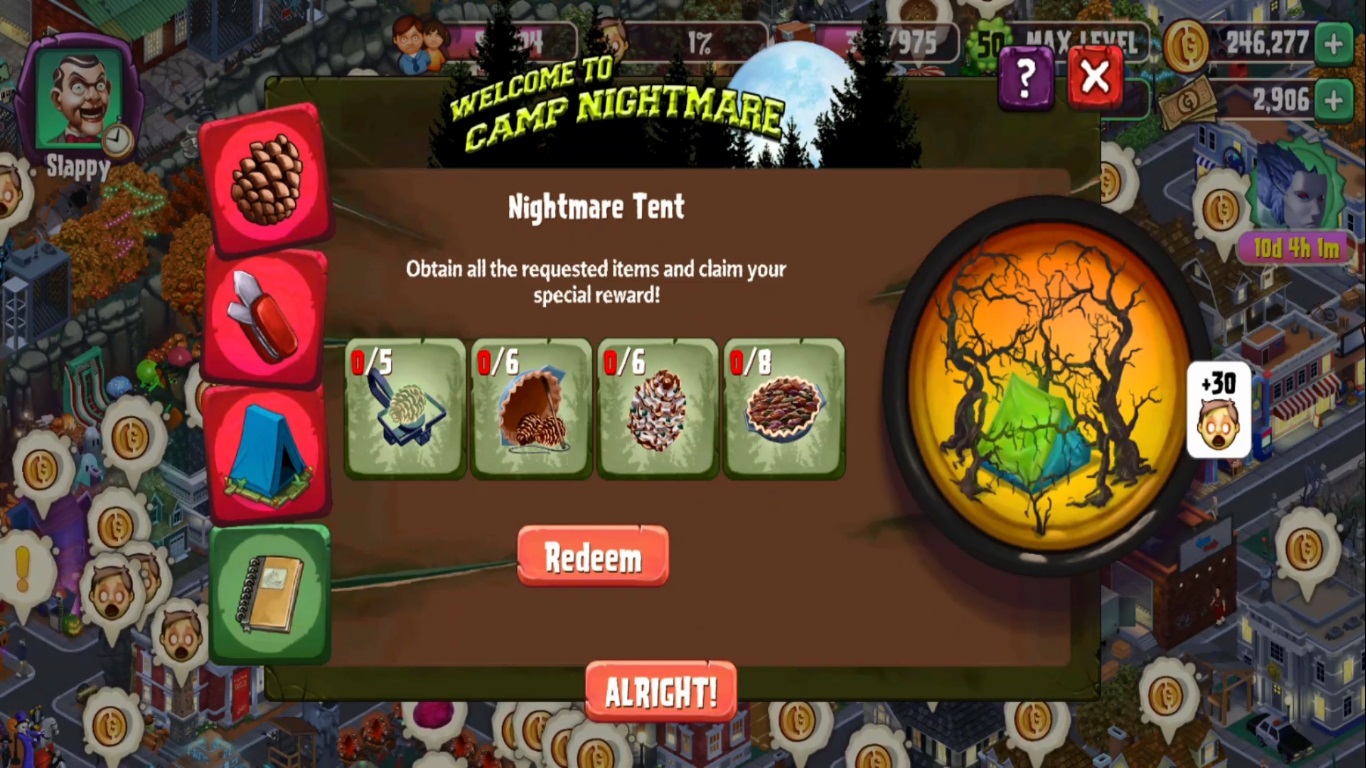 17%
/975
50
MAX LEVEL
246,277
2,906
WELCOME TO
CAMP NIGHTMARE
?
X
Slappy
10d 4h 1m
Nightmare Tent
Obtain all the requested items and claim your
special reward!
0/5
0/6
0/6
0/8
+30
Redeem
ALRIGHT!